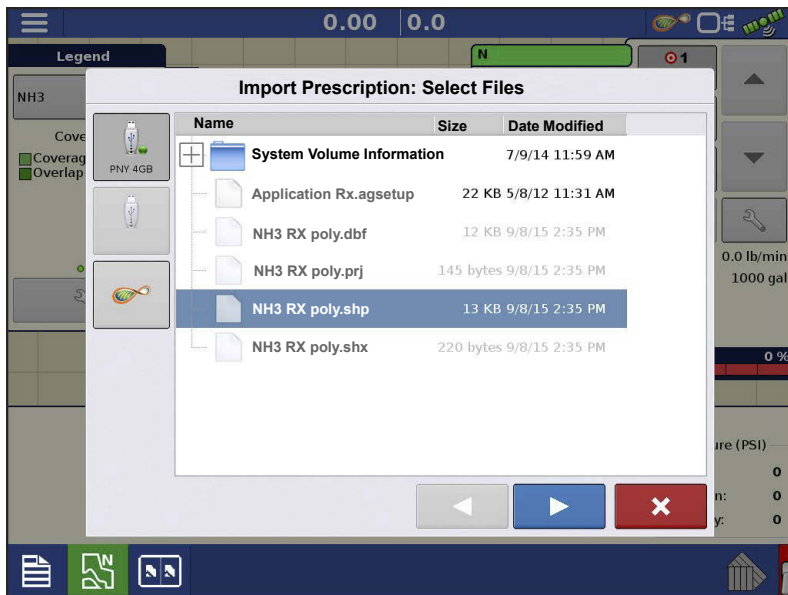 0.00 0.0
Legend
N
1
Import Prescription: Select Files
NH3
Name Size Date Modified
System Volume Information 7/9/14 11:59 AM
PNY 4GB
Cove
Coverag
Overlap
Application Rx.agsetup 22 KB 5/8/12 11:31 AM
NH3 RX poly.dbf 12 KB 9/8/15 2:35 PM
NH3 RX poly.prj 145 bytes 9/8/15 2:35 PM
NH3 RX poly.shp 13 KB 9/8/15 2:35 PM
NH3 RX poly.shx 220 bytes 9/8/15 2:35 PM
0.0 lb/min
1000 gal
0 %
ure (PSI)
0
n: 0
y: 0
N